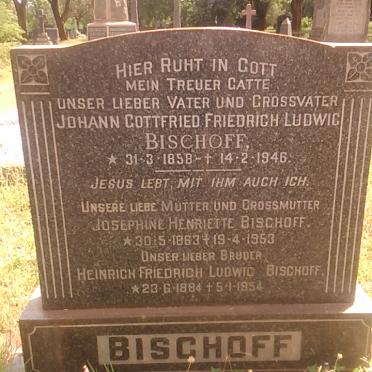 HIER RUHT IN GOTT
MEIN TREUER GATTE
UNSER LIEBER VATER UND GROSSVATER
JOHANN GOTTFRIED FRIEDRICH LUDWIG
BISCHOFF,
* 31-3-1858 - † 14-2-1946.
JESUS LEBT, MIT IHM AUCH ICH.
UNSERE LIEBE MUTTER UND GROSSMUTTER
JOSEPHINE HENRIETTE BISCHOFF.
* 30-5-1863 † 19-4-1953
UNSER LIEBER BRUDER
HEINRICH FRIEDRICH LUDWIG BISCHOFF.
* 23-6-1884 † 5-1-1954
BISCHOFF